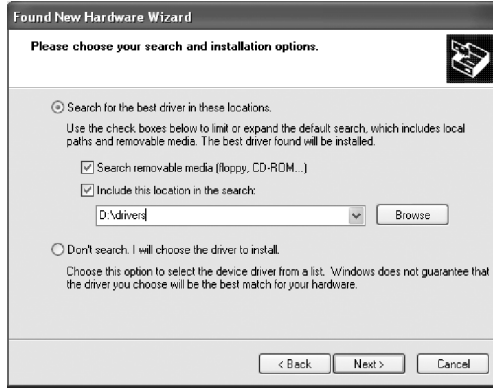 Found New Hardware Wizard
Please choose your search and installation options.
Search for the best driver in these locations.
Use the check boxes below to limit or expand the default search, which includes local
paths and removable media. The best driver found will be installed.
Search removable media (floppy, CD-ROM...)
Include this location in the search:
D:\drivers
Browse
Don't search. I will choose the driver to install.
Choose this option to select the device driver from a list. Windows does not guarantee that
the driver you choose will be the best match for your hardware.
< Back
Next >
Cancel